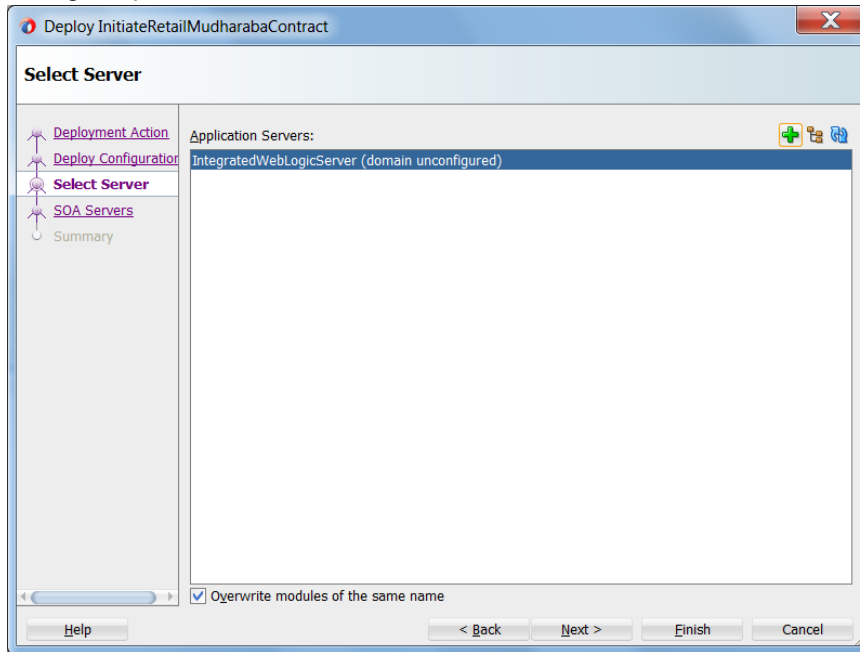 Deploy InitiateRetailMudharabaContract
Select Server
Deployment Action
Deploy Configuration
Select Server
SOA Servers
Summary
Application Servers:
IntegratedWebLogicServer (domain unconfigured)
Overwrite modules of the same name
Help
< Back
Next >
Finish
Cancel